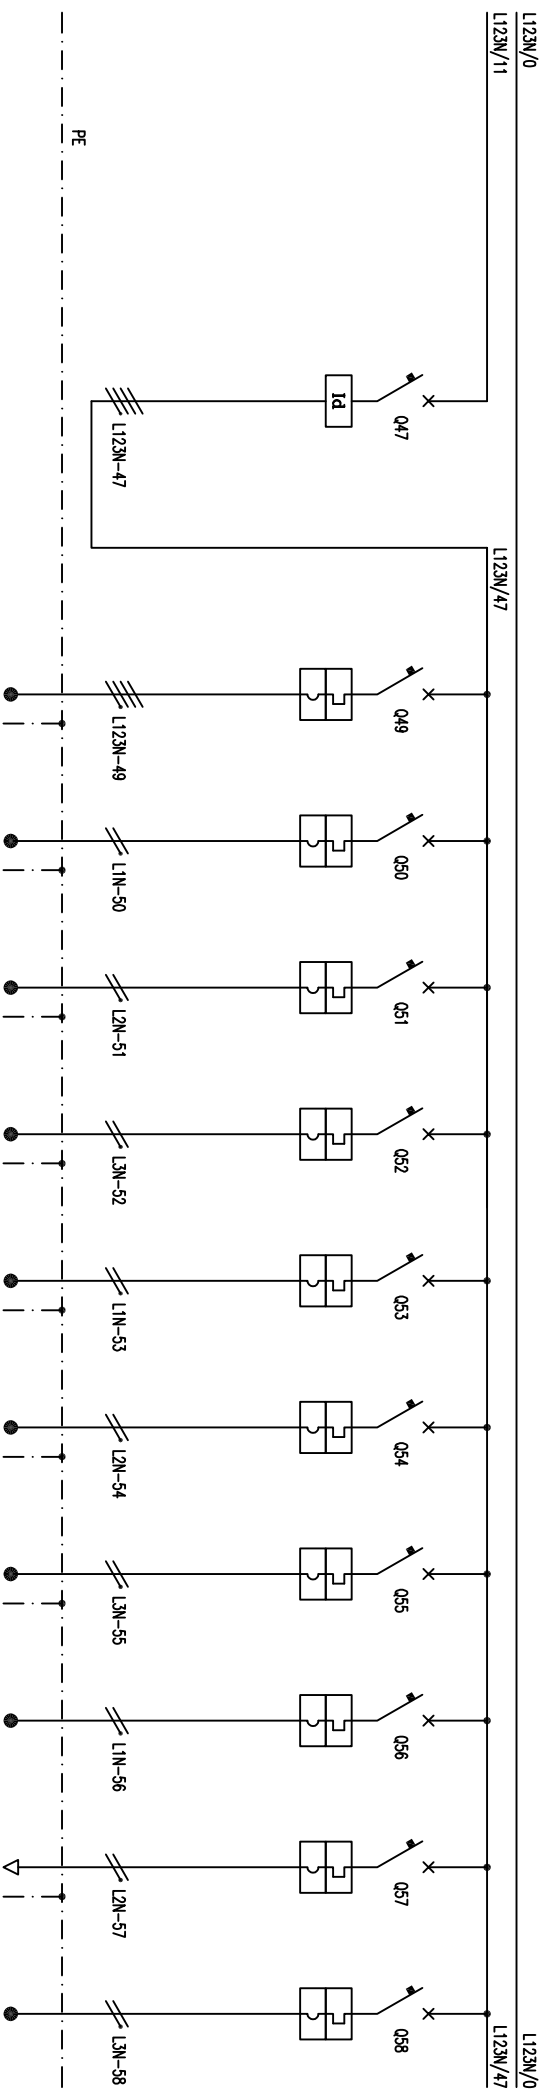 L123N/0
L123N/0
L123N/11
L123N/47
L123N/47
Q47
Q49
Q50
Q51
Q52
Q53
Q54
Q55
Q56
Q57
Q58
Id
L123N-47
L123N-49
L1N-50
L2N-51
L3N-52
L1N-53
L2N-54
L3N-55
L1N-56
L2N-57
L3N-58
PE